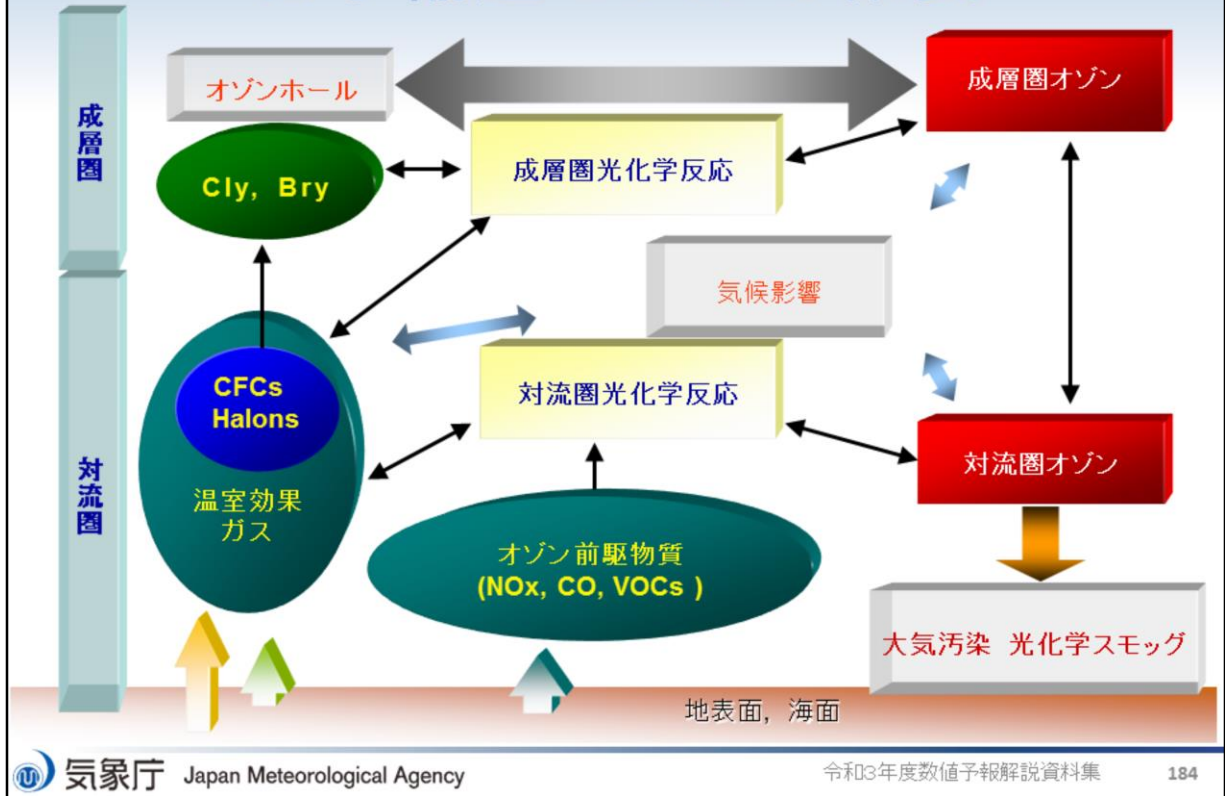 成層圏
オゾンホール
成層圏オゾン
Cly, Bry
成層圏光化学反応
気候影響
対流圏
CFCs
Halons
温室効果
ガス
対流圏光化学反応
対流圏オゾン
オゾン前駆物質
(NOx, CO, VOCs )
大気汚染 光化学スモッグ
地表面, 海面
気象庁 Japan Meteorological Agency
令和3年度数値予報解説資料集 184